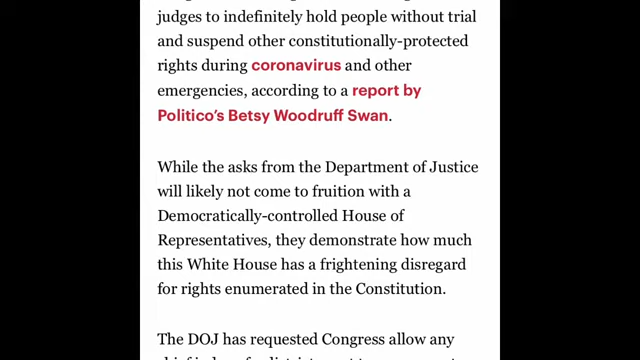 judges to indefinitely hold people without trial
and suspend other constitutionally-protected
rights during coronavirus and other
emergencies, according to a report by
Politico's Betsy Woodruff Swan.
While the asks from the Department of Justice
will likely not come to fruition with a
Democratically-controlled House of
Representatives, they demonstrate how much
this White House has a frightening disregard
for rights enumerated in the Constitution.
The DOJ has requested Congress allow any